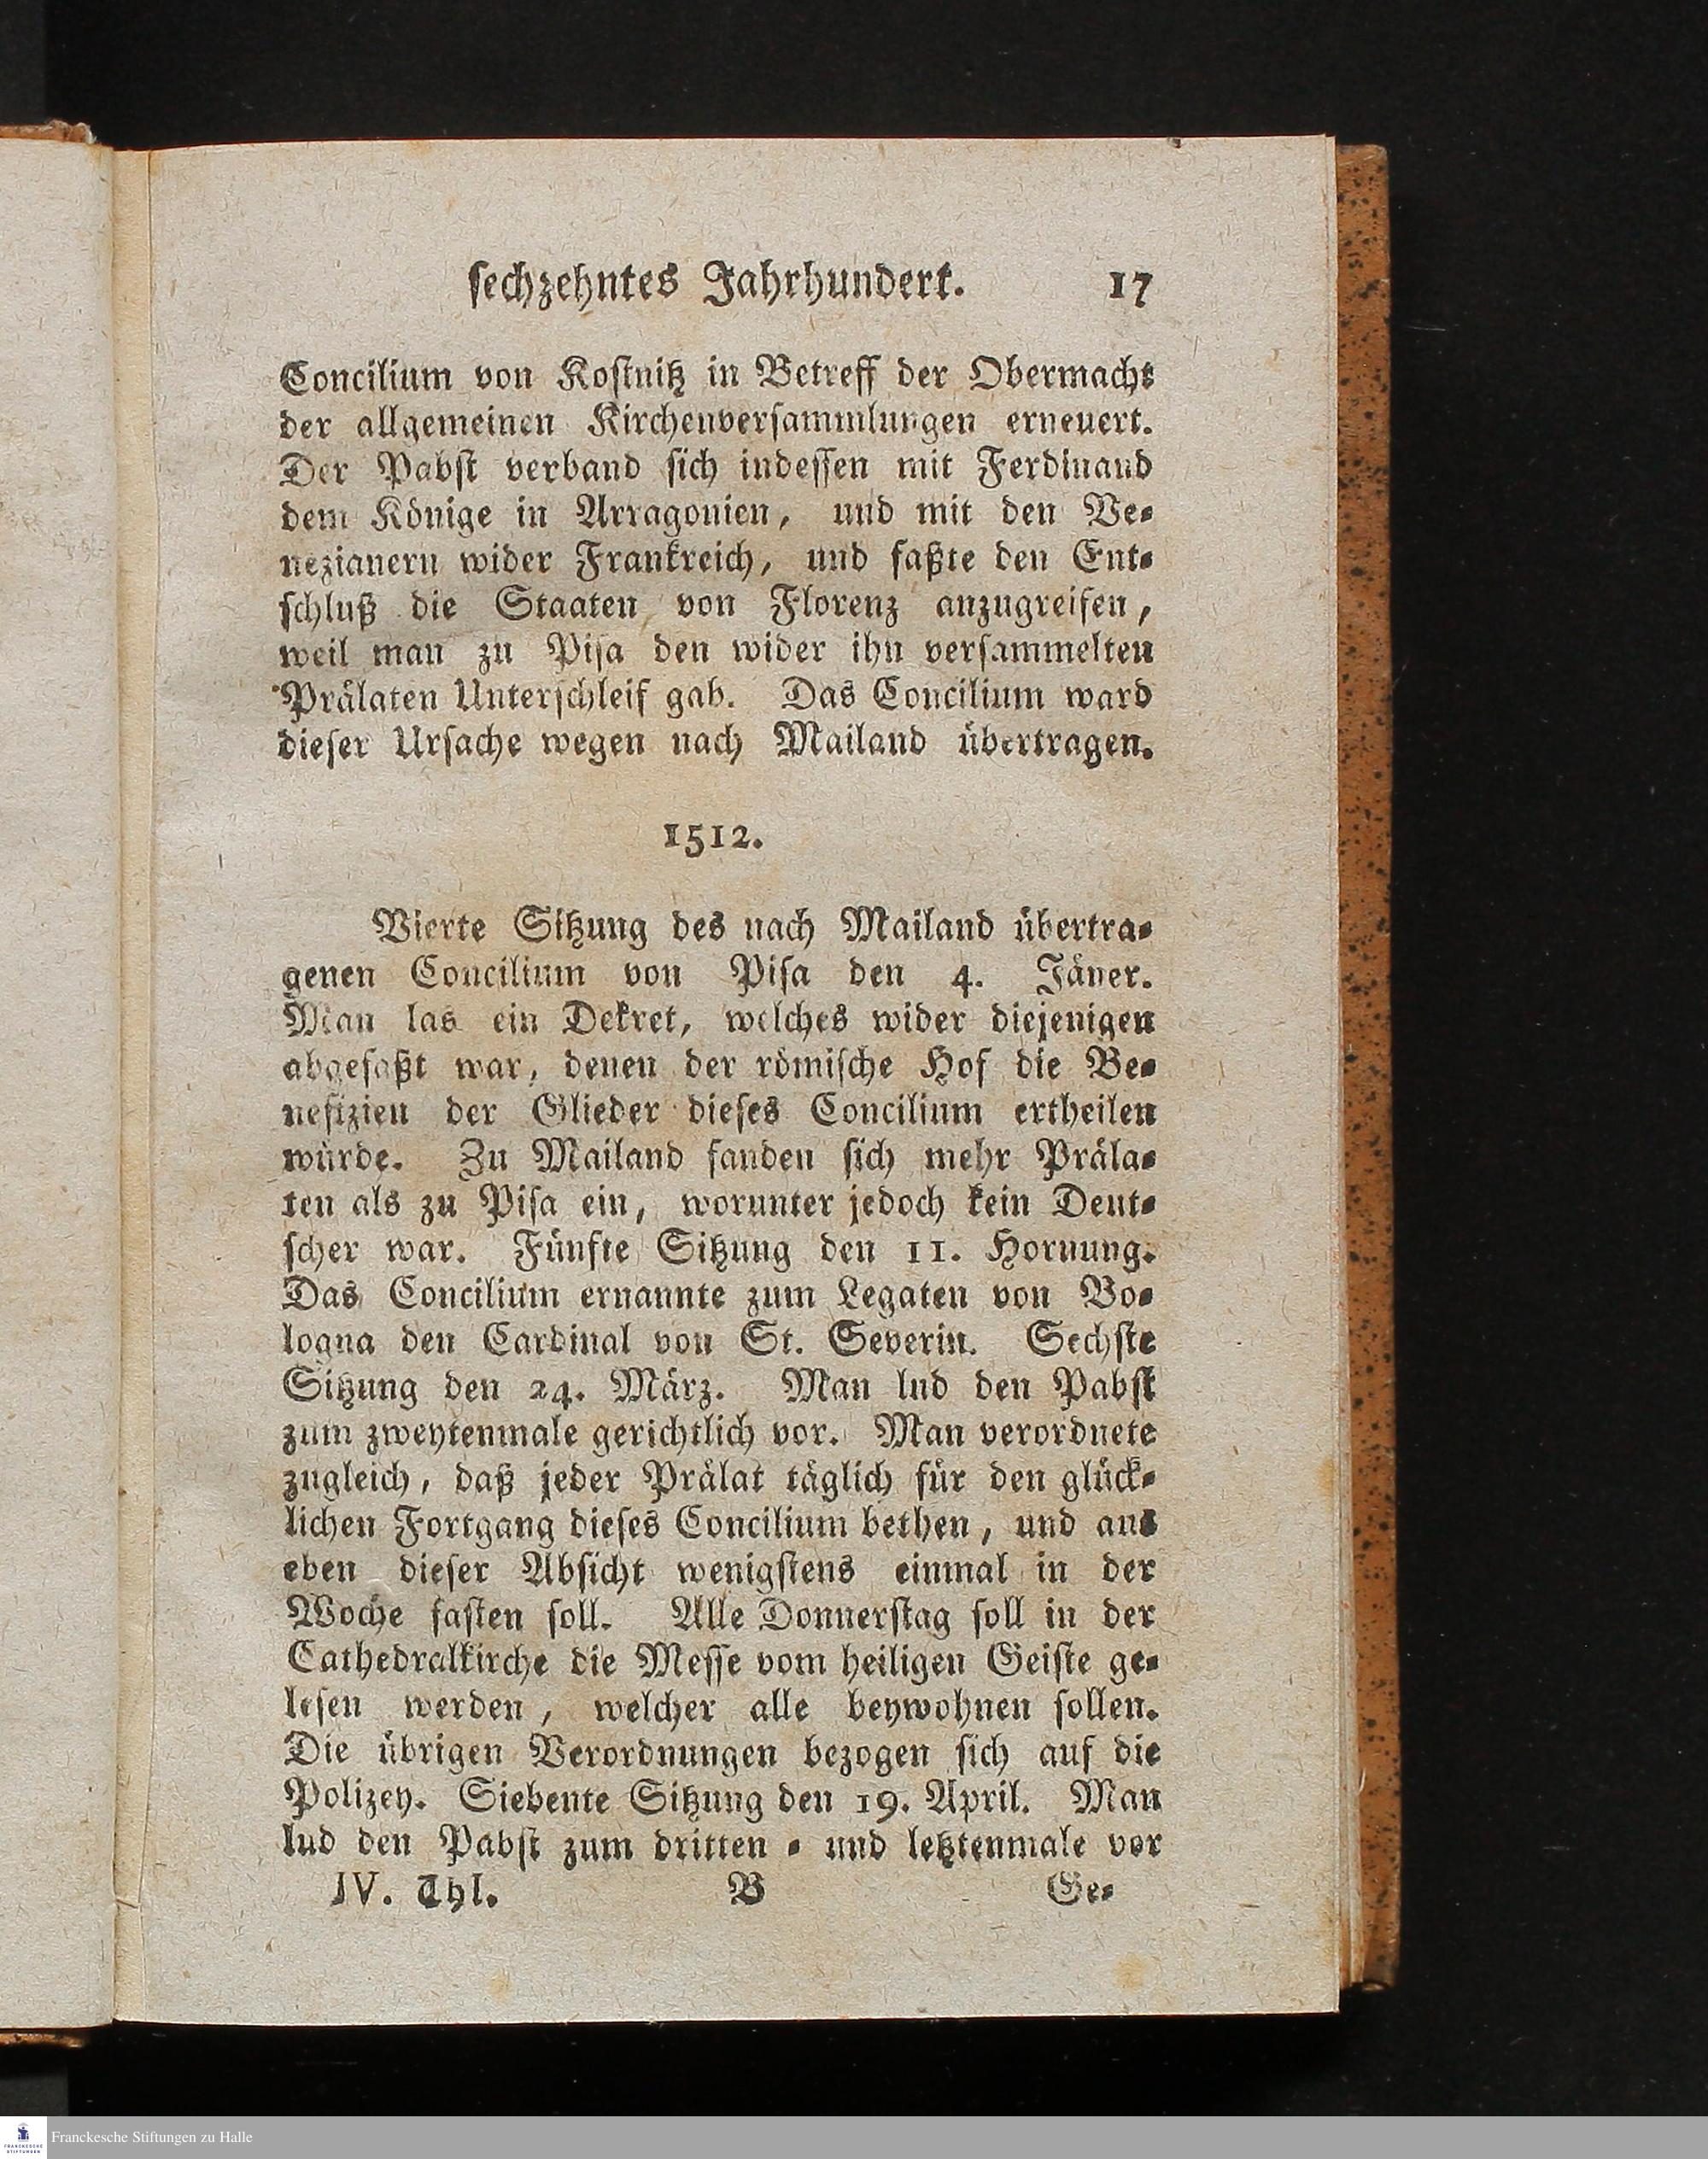 sechzehntes Jahrhundert. 17
Concilium von Kostnitz in Betreff der Obermacht
der allgemeinen Kirchenversammlungen erneuert.
Der Pabst verband sich indessen mit Ferdinand
dem Könige in Arragonien, und mit den Ve-
nezianern wider Frankreich, und faßte den Ent-
schluß die Staaten von Florenz anzugreifen,
weil man zu Pisa den wider ihn versammelten
Prälaten Unterschleif gab. Das Concilium ward
dieser Ursache wegen nach Mailand übertragen.
1512.
Vierte Sitzung des nach Mailand übertra-
genen Concilium von Pisa den 4. Jäner.
Man las ein Dekret, welches wider diejenigen
abgefaßt war, denen der römische Hof die Be-
nefizien der Glieder dieses Concilium ertheilen
würde. Zu Mailand fanden sich mehr Präla-
ten als zu Pisa ein, worunter jedoch kein Deut-
scher war. Fünfte Sitzung den 11. Hornung.
Das Concilium ernannte zum Legaten von Bo-
logna den Cardinal von St. Severin. Sechste
Sitzung den 24. März. Man lud den Pabst
zum zweytenmale gerichtlich vor. Man verordnete
zugleich, daß jeder Prälat täglich für den glück-
lichen Fortgang dieses Concilium bethen, und aus
eben dieser Absicht wenigstens einmal in der
Woche fasten soll. Alle Donnerstag soll in der
Cathedralkirche die Messe vom heiligen Geiste ge-
lesen werden, welcher alle beywohnen sollen.
Die übrigen Verordnungen bezogen sich auf die
Polizey. Siebente Sitzung den 19. April. Man
lud den Pabst zum dritten - und letztenmale vor
IV. Thl. B Ge-
FRANCKESCHE
STIFTUNGEN
Franckesche Stiftungen zu Halle